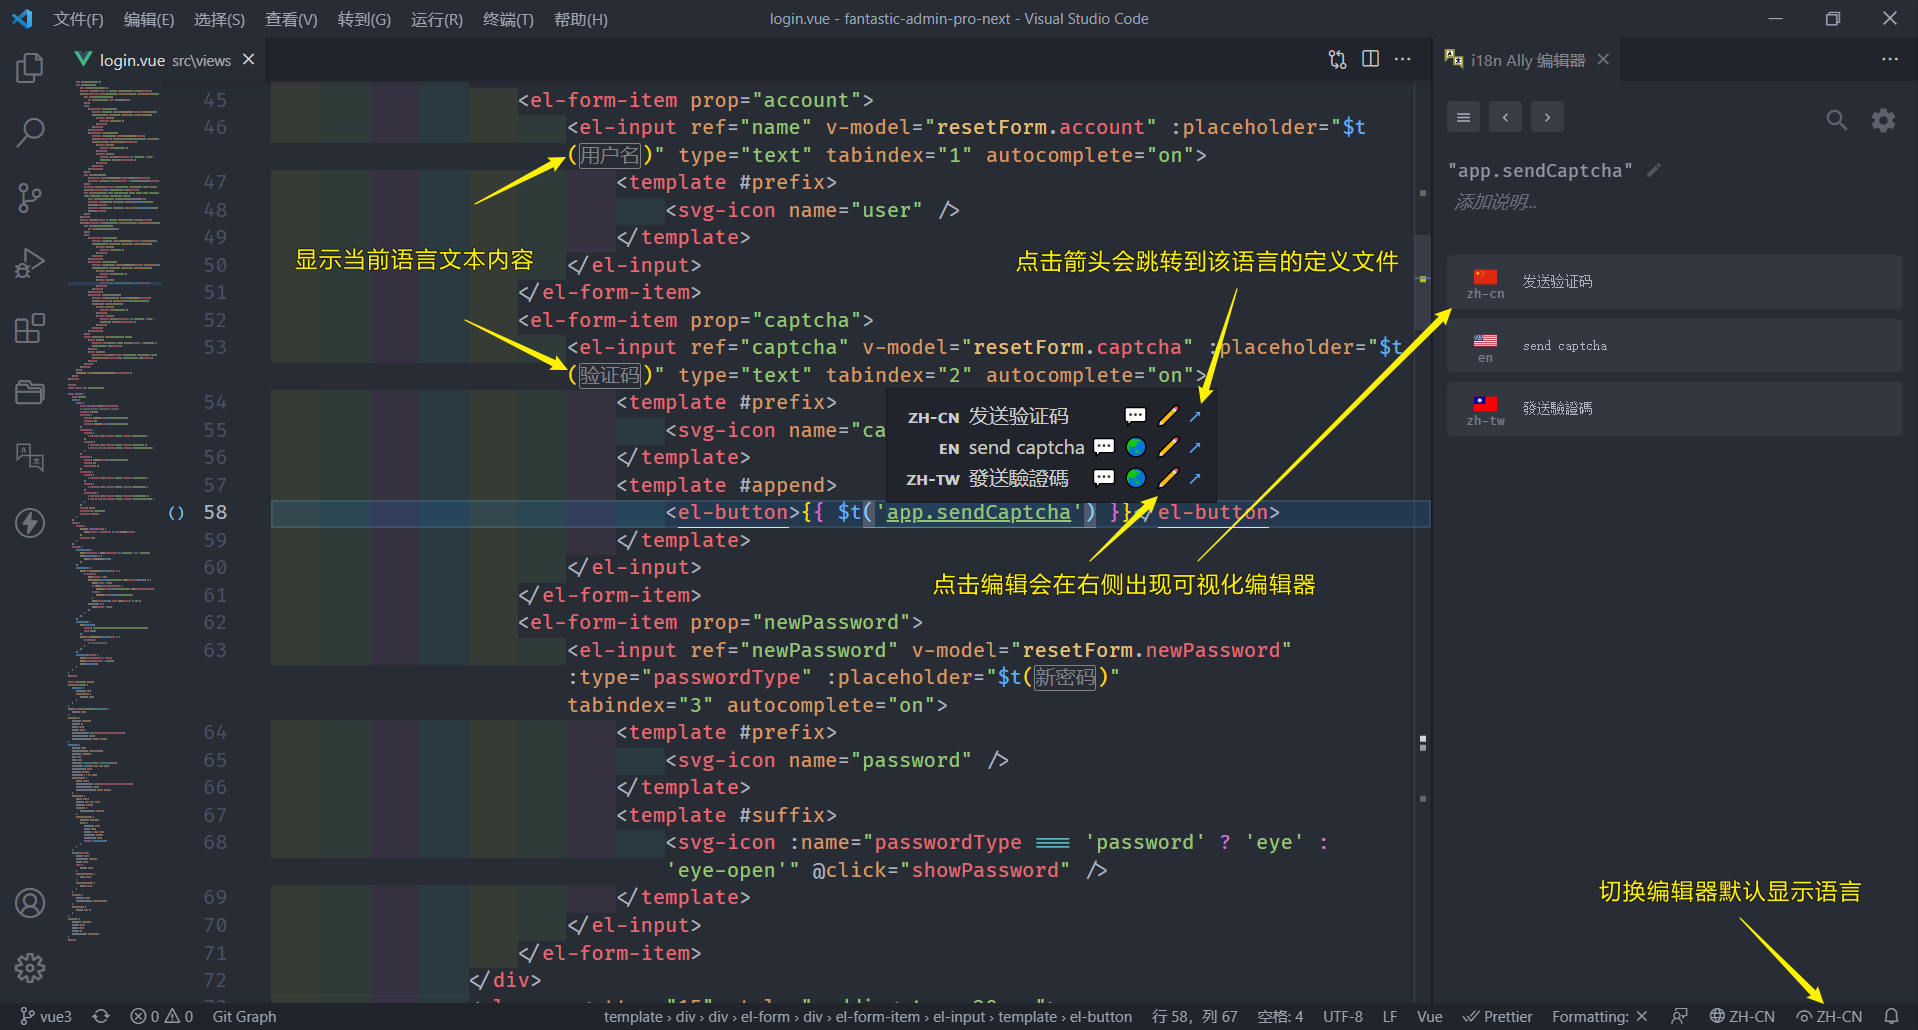 文件(F) 编辑(E) 选择(S) 查看(V) 转到(G) 运行(R) 终端(T) 帮助(H) login.vue - fantastic-admin-pro-next - Visual Studio Code
login.vue src\views
45 <el-form-item prop="account">
46 <el-input ref="name" v-model="resetForm.account" :placeholder="$t
(用户名)" type="text" tabindex="1" autocomplete="on">
47 <template #prefix>
48 <svg-icon name="user" />
49 </template>
显示当前语言文本内容
50 </el-input>
点击箭头会跳转到该语言的定义文件
51 </el-form-item>
52 <el-form-item prop="captcha">
53 <el-input ref="captcha" v-model="resetForm.captcha" :placeholder="$t
(验证码)" type="text" tabindex="2" autocomplete="on">
54 <template #prefix>
55 <svg-icon name="ca
56 </template>
57 <template #append>
ZH-CN 发送验证码
EN send captcha
ZH-TW 發送驗證碼
58 <el-button>{{ $t('app.sendCaptcha') }}</el-button>
59 </template>
60 </el-input>
点击编辑会在右侧出现可视化编辑器
61 </el-form-item>
62 <el-form-item prop="newPassword">
63 <el-input ref="newPassword" v-model="resetForm.newPassword"
:type="passwordType" :placeholder="$t(新密码)"
tabindex="3" autocomplete="on">
64 <template #prefix>
65 <svg-icon name="password" />
66 </template>
67 <template #suffix>
68 <svg-icon :name="passwordType === 'password' ? 'eye' :
'eye-open'" @click="showPassword" />
69 </template>
70 </el-input>
71 </el-form-item>
72 </div>
i18n Ally 编辑器
"app.sendCaptcha"
添加说明...
zh-cn 发送验证码
en send captcha
zh-tw 發送驗證碼
切换编辑器默认显示语言
vue3 0 0 Git Graph template › div › div › el-form › div › el-form-item › el-input › template › el-button 行 58，列 67 空格: 4 UTF-8 LF Vue Prettier Formatting: ✕ ZH-CN ZH-CN